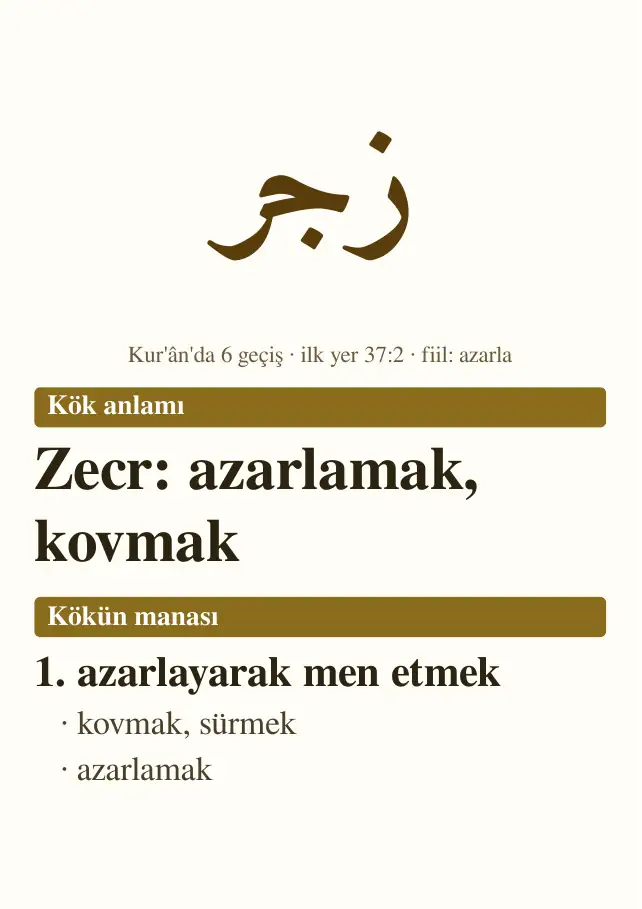 زجر
Kur'ân'da 6 geçiş · ilk yer 37:2 · fiil: azarla
Kök anlamı
Zecr: azarlamak,
kovmak
Kökün manası
1. azarlayarak men etmek
· kovmak, sürmek
· azarlamak